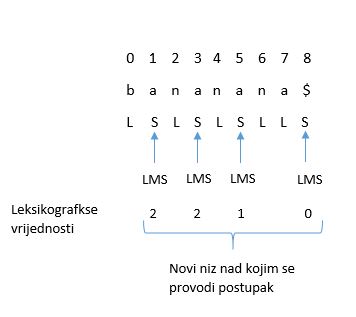 0 1 2 3 4 5 6 7 8
b a n a n a n a $
L S L S L S L L S
LMS LMS LMS LMS
Leksikografkse
vrijednosti
2 2 1 0
Novi niz nad kojim se
provodi postupak